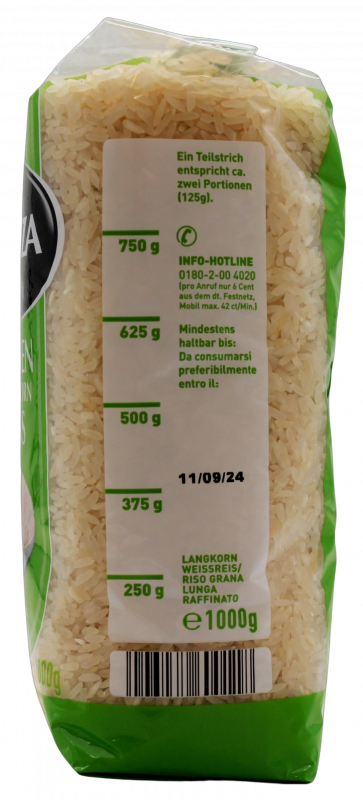 Ein Teilstrich
entspricht ca.
zwei Portionen
(125g).
750 g
INFO-HOTLINE
0180-2-00 4020
(pro Anruf nur 6 Cent
aus dem dt. Festnetz,
Mobil max. 42 ct/Min.)
625 g
Mindestens
haltbar bis:
Da consumarsi
preferibilmente
entro il:
500 g
11/09/24
375 g
LANGKORN
WEISSREIS/
RISO GRANA
LUNGA
RAFFINATO
250 g
℮1000g